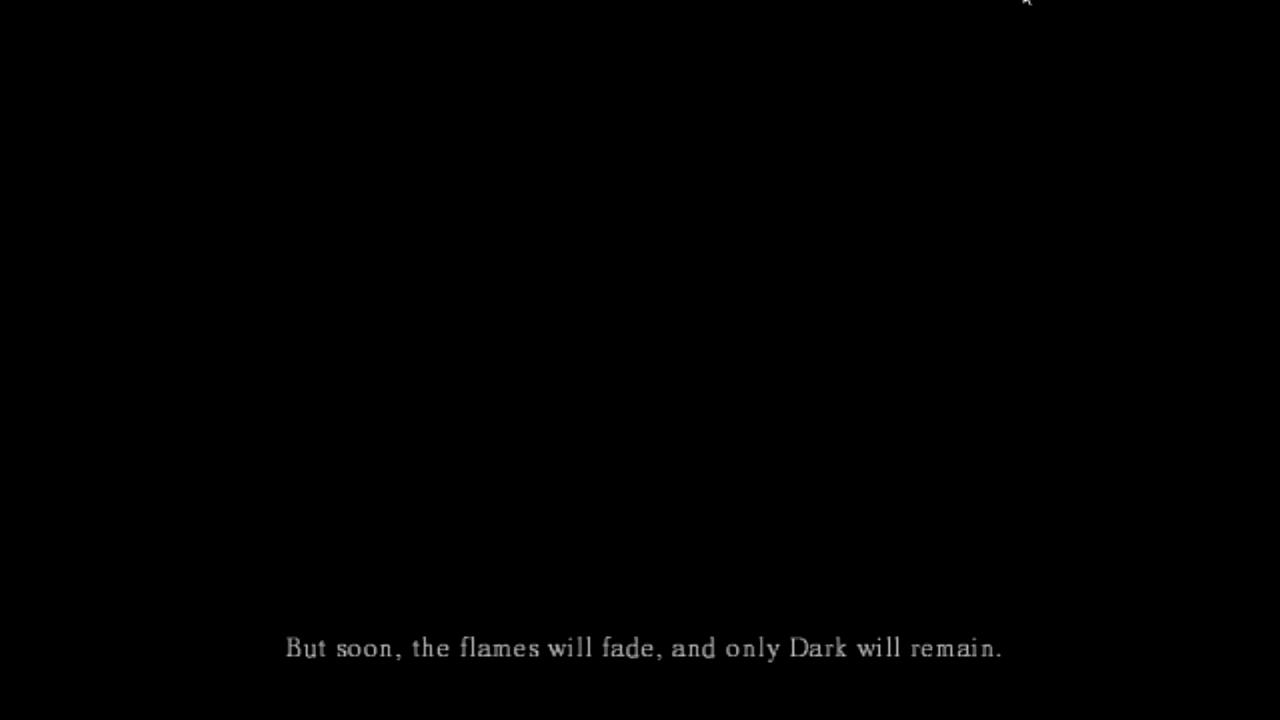 But soon, the flames will fade, and only Dark will remain.